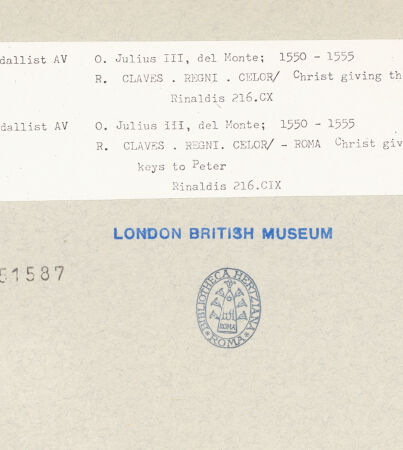 dallist AV O. Julius III, del Monte; 1550 - 1555
R. CLAVES . REGNI . CELOR/ Christ giving th
Rinaldis 216.CX
dallist AV O. Julius iII, del Monte; 1550 - 1555
R. CLAVES . REGNI. CELOR/ - ROMA Christ giv
keys to Peter
Rinaldis 216.CIX
LONDON BRITISH MUSEUM
51587
BIBLIOTHECA HERTZIANA
ROMA
ROMA